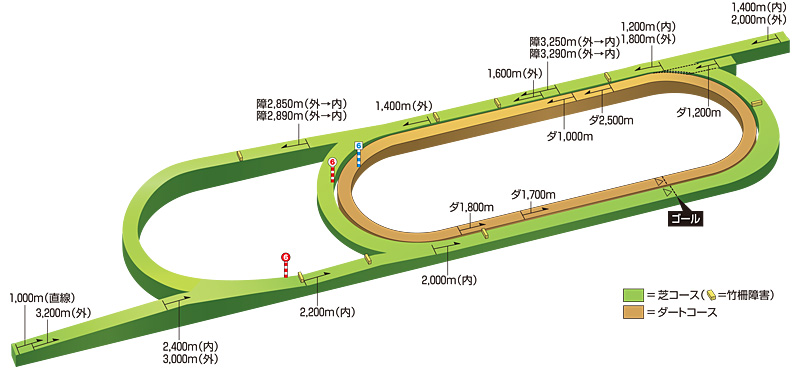 1,400m(内)
2,000m(外)
1,200m(内)
1,800m(外)
障3,250m(外→内)
障3,290m(外→内)
1,600m(外)
1,400m(外)
障2,850m(外→内)
障2,890m(外→内)
ダ1,200m
ダ2,500m
ダ1,000m
6
6
ダ1,700m
ダ1,800m
ゴール
6
2,000m(内)
2,200m(内)
1,000m(直線)
3,200m(外)
2,400m(内)
3,000m(外)
=芝コース(=竹柵障害)
=ダートコース